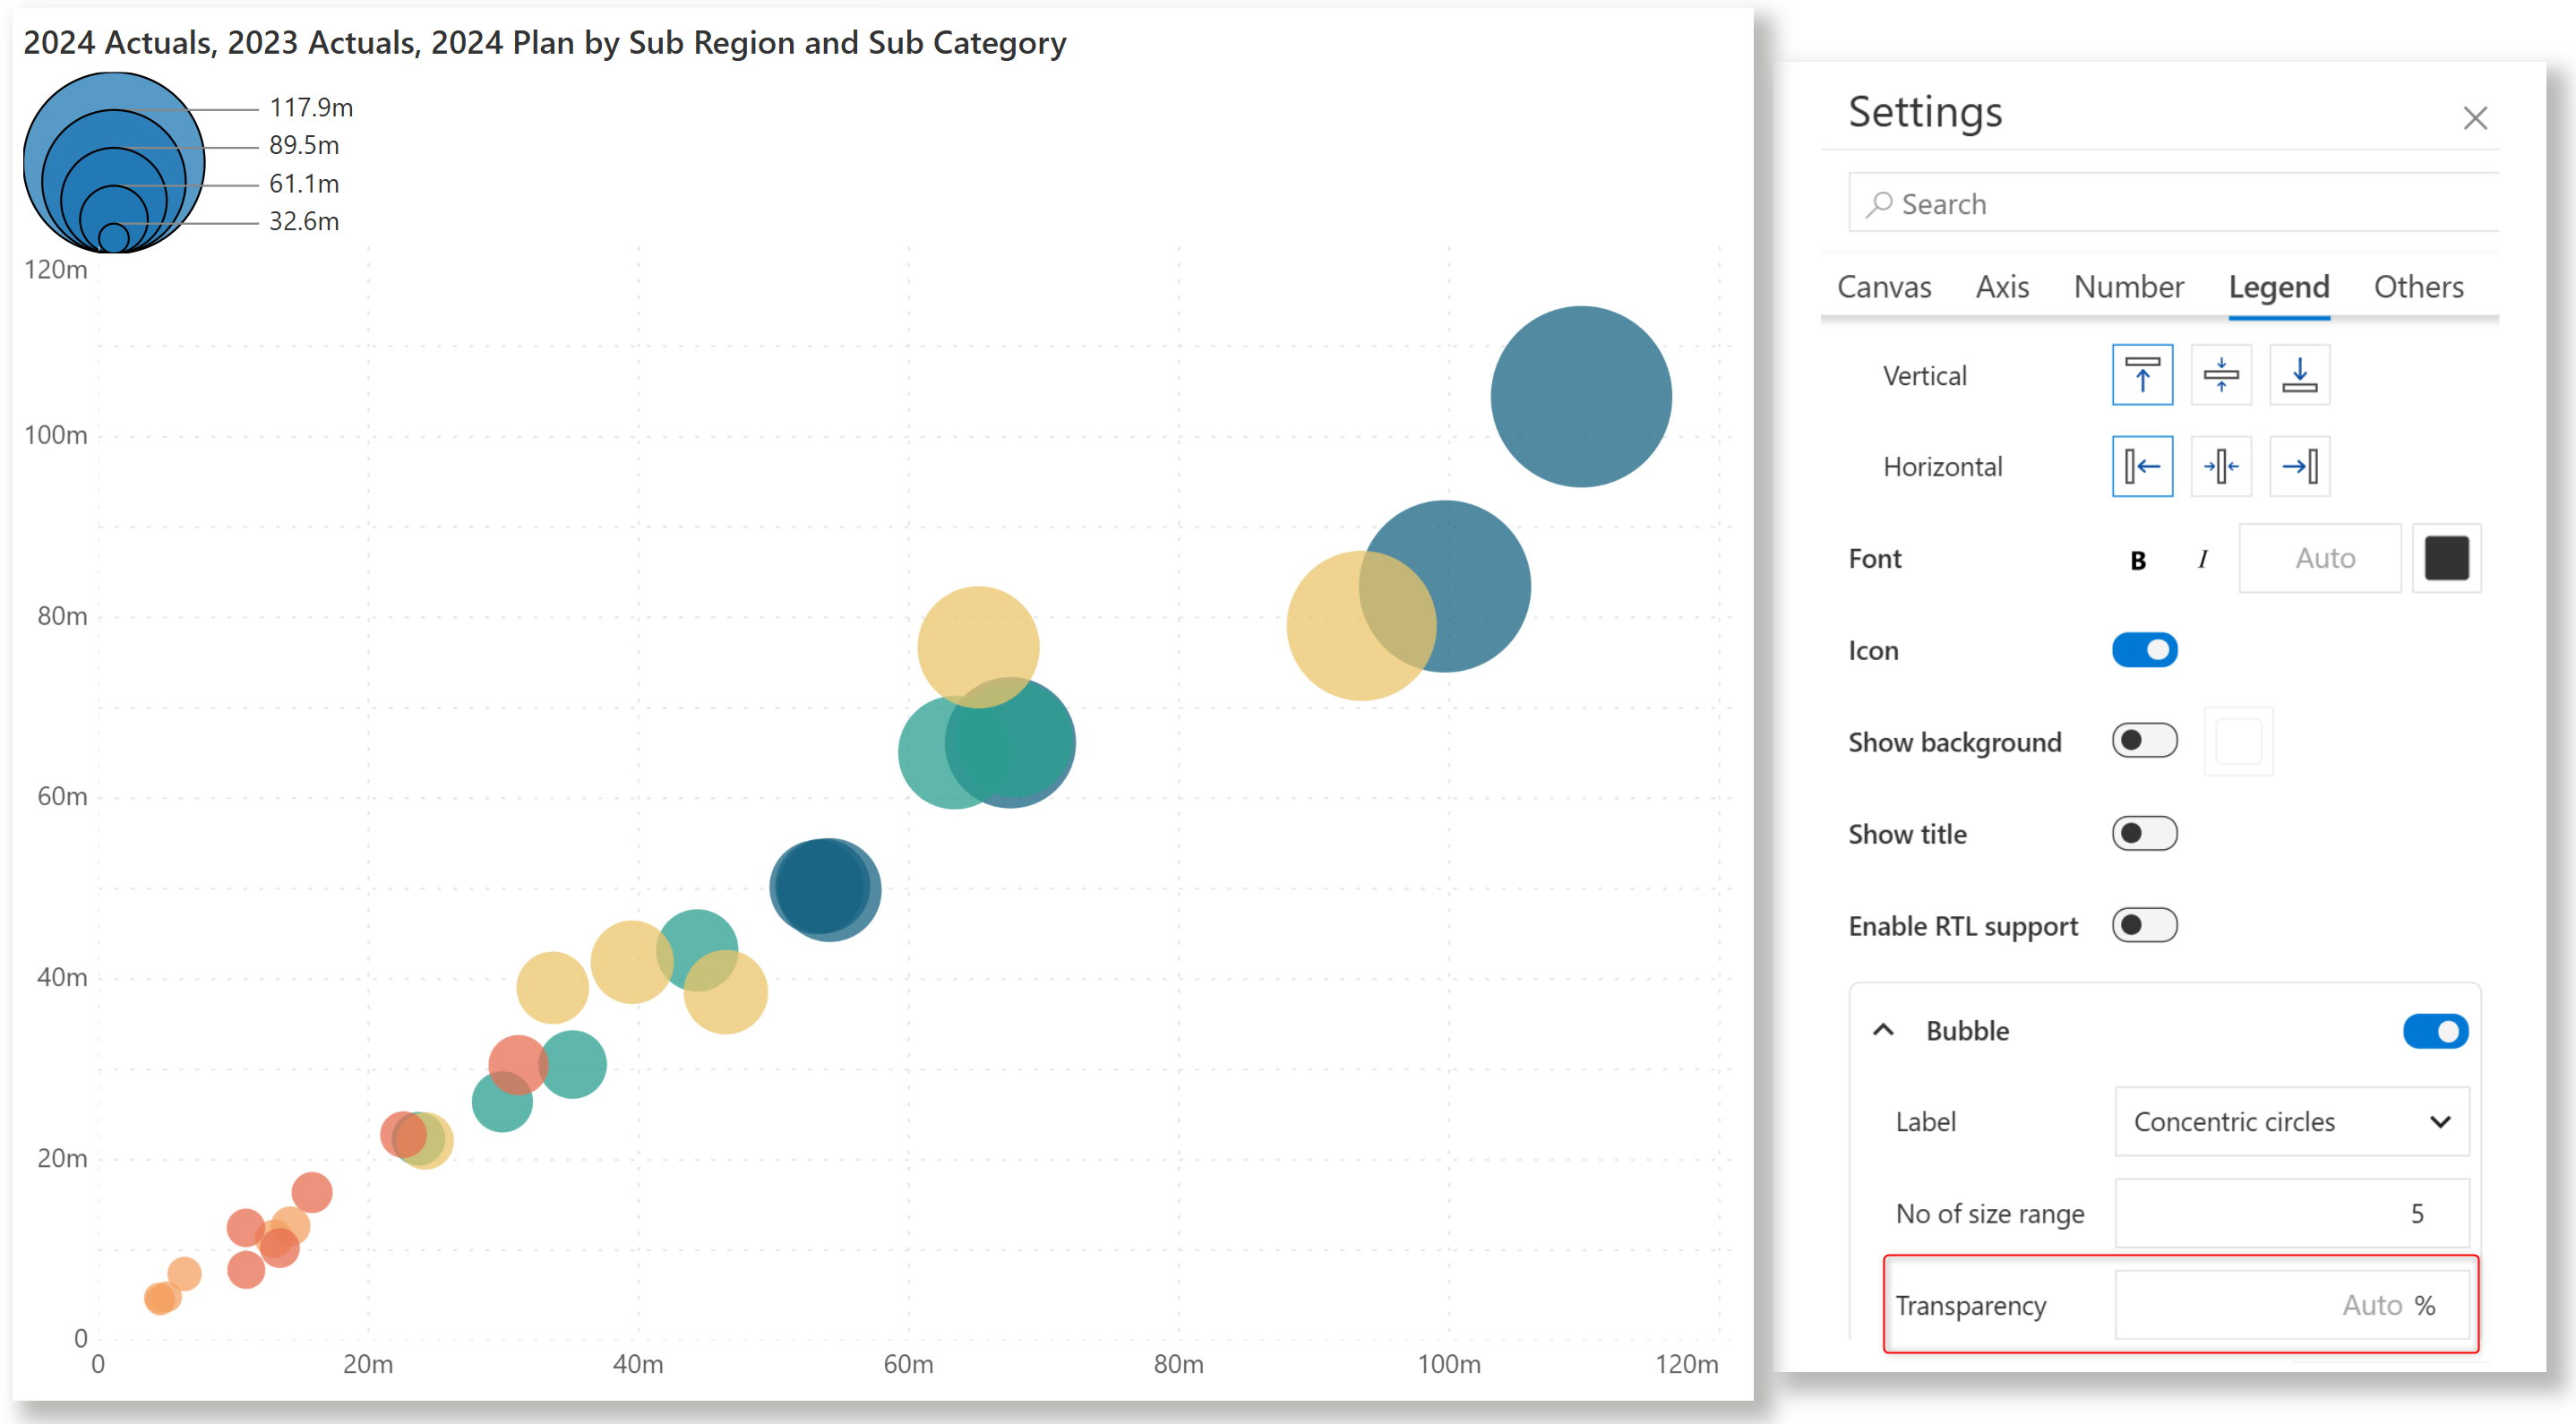 2024 Actuals, 2023 Actuals, 2024 Plan by Sub Region and Sub Category
117.9m
89.5m
61.1m
32.6m
120m
100m
80m
60m
40m
20m
0
0 20m 40m 60m 80m 100m 120m
Settings
Search
Canvas Axis Number Legend Others
Vertical
Horizontal
Font B I Auto
Icon
Show background
Show title
Enable RTL support
Bubble
Label Concentric circles
No of size range 5
Transparency Auto %